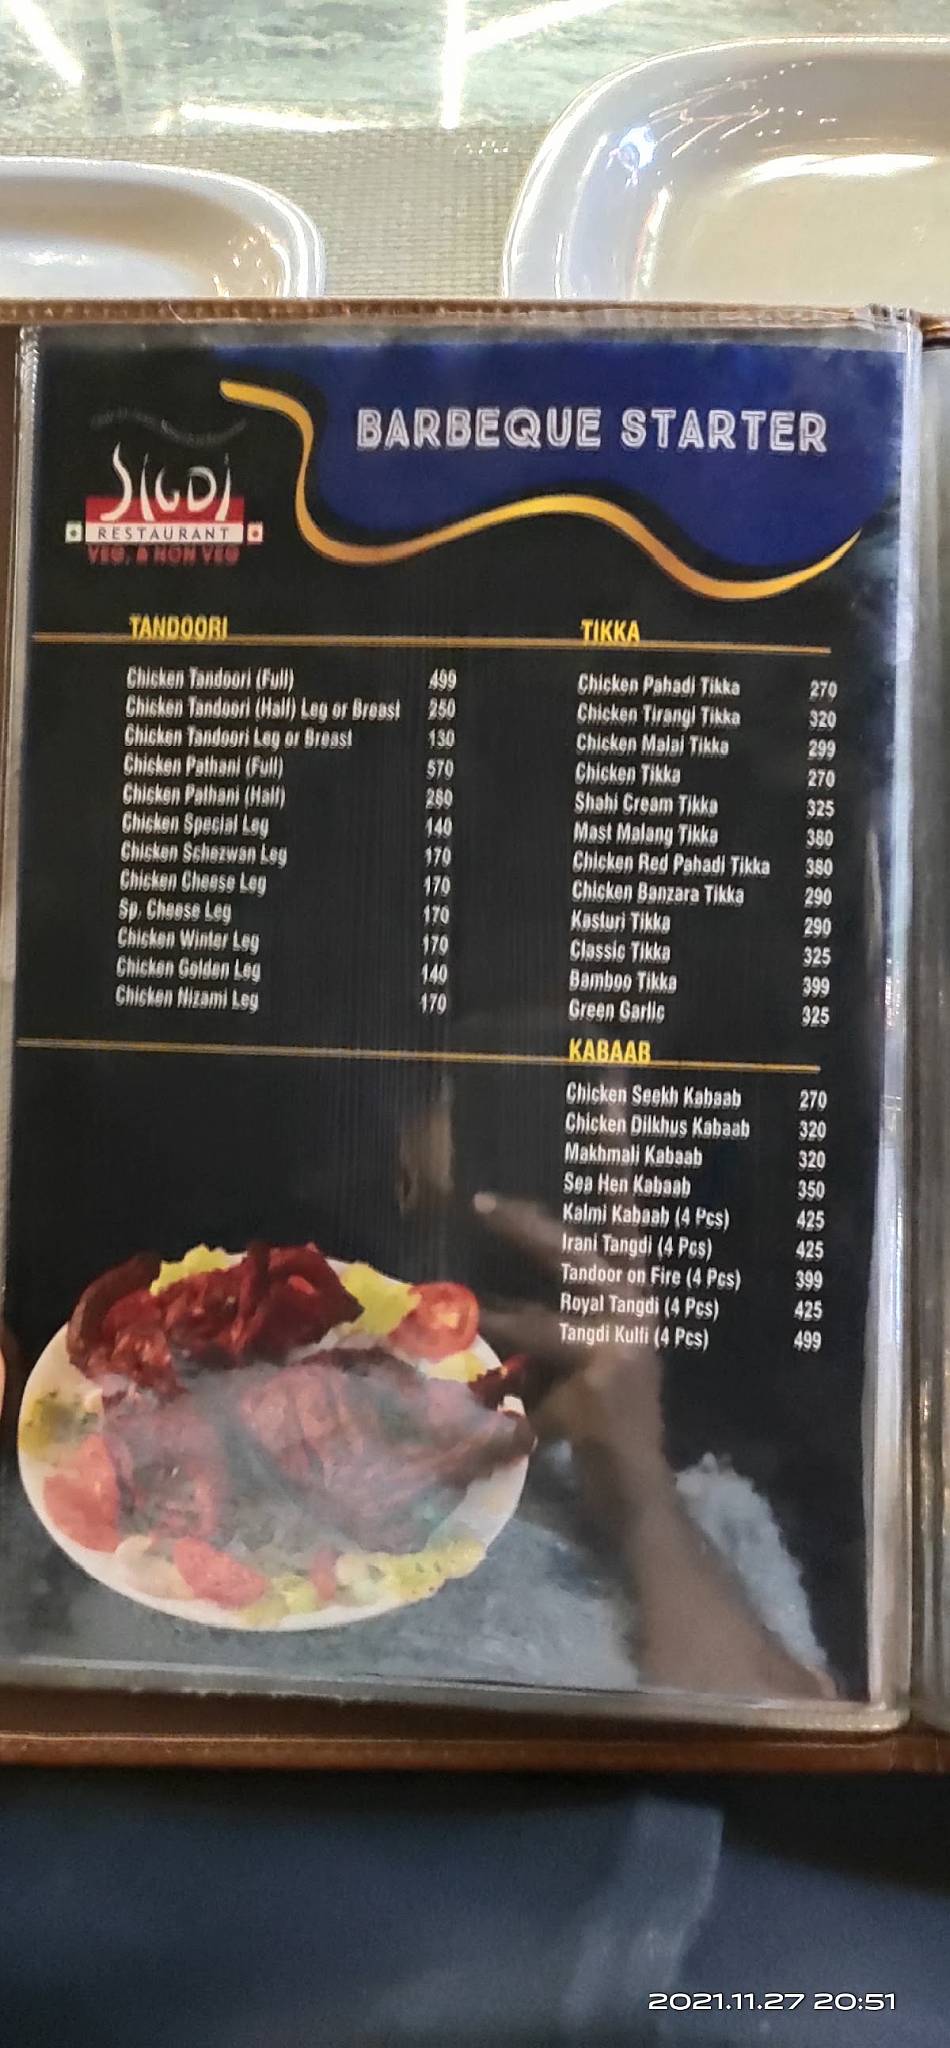 SIGDI
RESTAURANT
VEG. & NON VEG
BARBEQUE STARTER
TANDOORI
Chicken Tandoori (Full) 499
Chicken Tandoori (Half) Leg or Breast 250
Chicken Tandoori Leg or Breast 130
Chicken Pathani (Full) 570
Chicken Pathani (Half) 280
Chicken Special Leg 140
Chicken Schezwan Leg 170
Chicken Cheese Leg 170
Sp. Cheese Leg 170
Chicken Winter Leg 170
Chicken Golden Leg 140
Chicken Nizami Leg 170
TIKKA
Chicken Pahadi Tikka 270
Chicken Tirangi Tikka 320
Chicken Malai Tikka 299
Chicken Tikka 270
Shahi Cream Tikka 325
Mast Malang Tikka 380
Chicken Red Pahadi Tikka 380
Chicken Banzara Tikka 290
Kasturi Tikka 290
Classic Tikka 325
Bamboo Tikka 399
Green Garlic 325
KABAAB
Chicken Seekh Kabaab 270
Chicken Dilkhus Kabaab 320
Makhmali Kabaab 320
Sea Hen Kabaab 350
Kalmi Kabaab (4 Pcs) 425
Irani Tangdi (4 Pcs) 425
Tandoor on Fire (4 Pcs) 399
Royal Tangdi (4 Pcs) 425
Tangdi Kulfi (4 Pcs) 499
2021.11.27 20:51